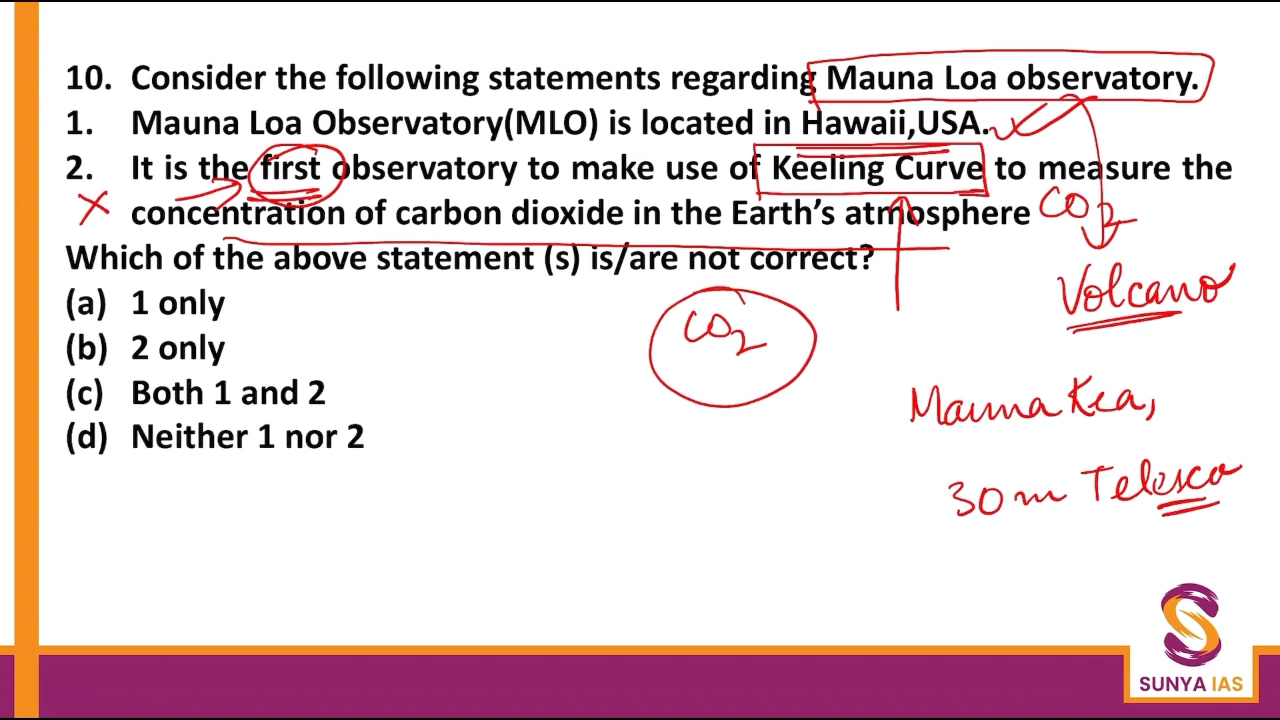 10. Consider the following statements regarding Mauna Loa observatory.
1. Mauna Loa Observatory(MLO) is located in Hawaii,USA.
2. It is the first observatory to make use of Keeling Curve to measure the
concentration of carbon dioxide in the Earth's atmosphere
CO2
Which of the above statement (s) is/are not correct?
Volcano
(a) 1 only
CO2
(b) 2 only
(c) Both 1 and 2
Mauna Kea,
(d) Neither 1 nor 2
30m Telesco
SUNYA IAS